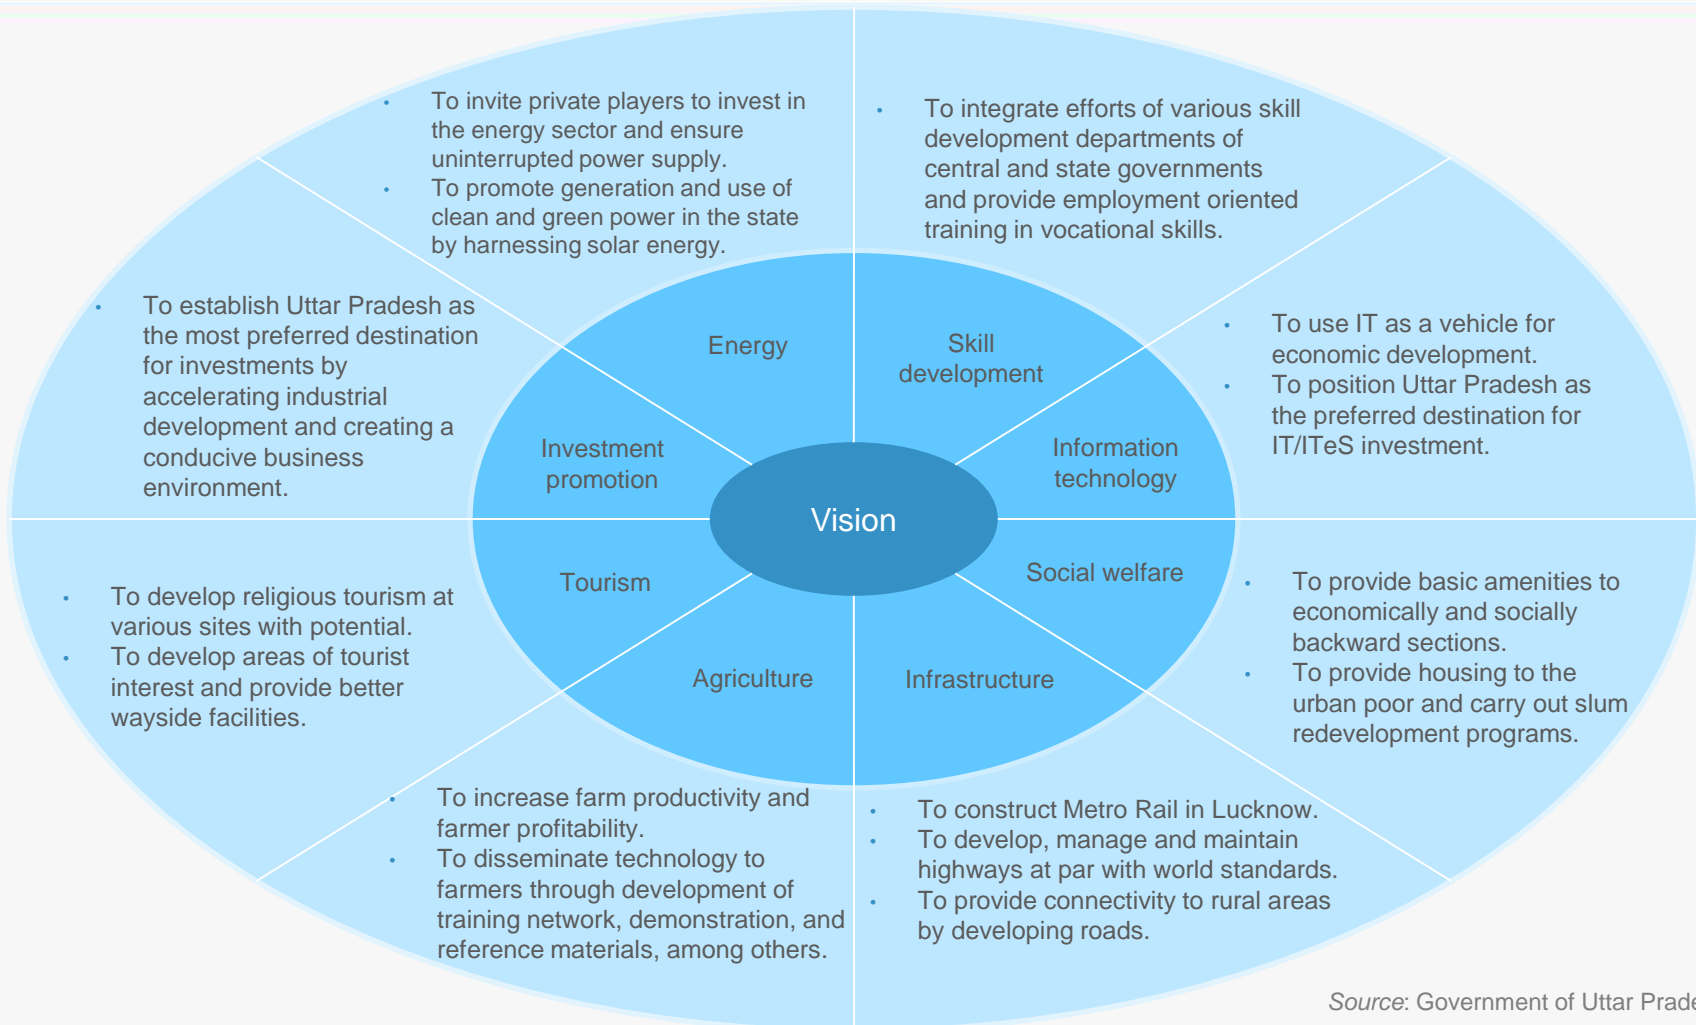 • To invite private players to invest in
the energy sector and ensure
uninterrupted power supply.
• To promote generation and use of
clean and green power in the state
by harnessing solar energy.
• To integrate efforts of various skill
development departments of
central and state governments
and provide employment oriented
training in vocational skills.
• To establish Uttar Pradesh as
the most preferred destination
for investments by
accelerating industrial
development and creating a
conducive business
environment.
Energy
Skill
development
• To use IT as a vehicle for
economic development.
• To position Uttar Pradesh as
the preferred destination for
IT/ITeS investment.
Investment
promotion
Information
technology
Vision
Tourism
Social welfare
• To develop religious tourism at
various sites with potential.
• To develop areas of tourist
interest and provide better
wayside facilities.
Agriculture
Infrastructure
• To provide basic amenities to
economically and socially
backward sections.
• To provide housing to the
urban poor and carry out slum
redevelopment programs.
• To increase farm productivity and
farmer profitability.
• To disseminate technology to
farmers through development of
training network, demonstration, and
reference materials, among others.
• To construct Metro Rail in Lucknow.
• To develop, manage and maintain
highways at par with world standards.
• To provide connectivity to rural areas
by developing roads.
Source: Government of Uttar Prade